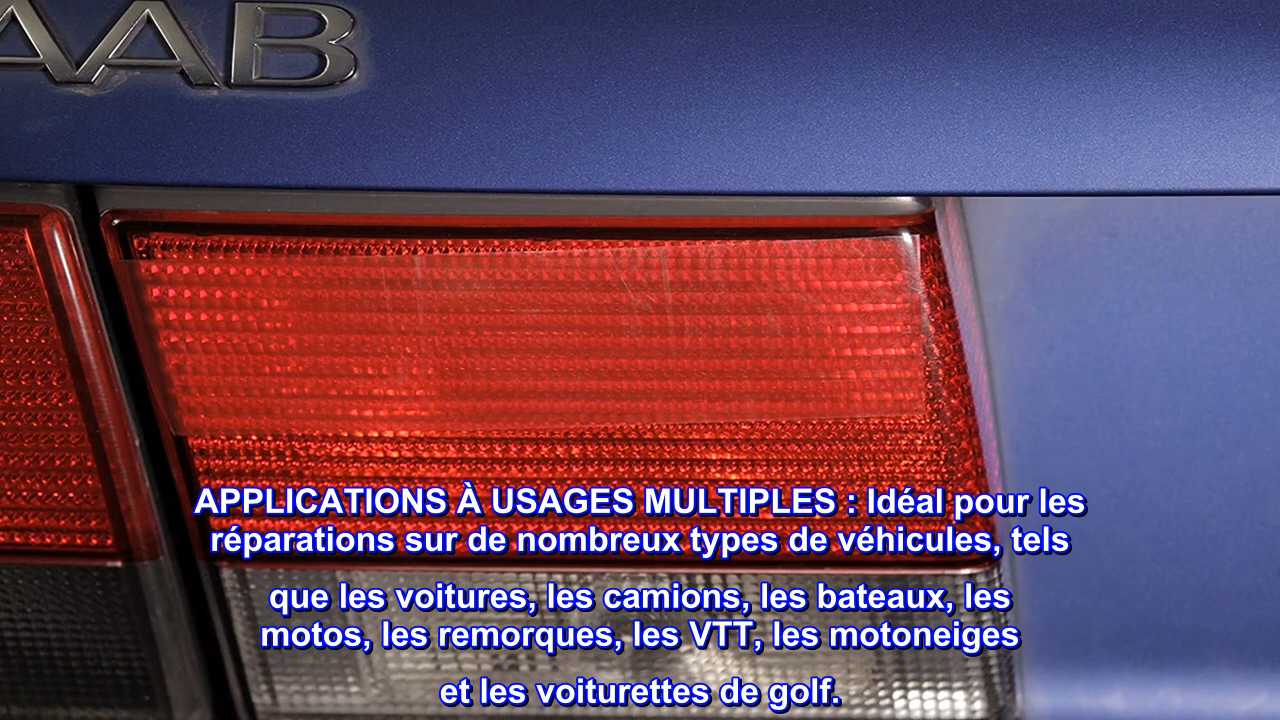 AAB
APPLICATIONS À USAGES MULTIPLES : Idéal pour les
réparations sur de nombreux types de véhicules, tels
que les voitures, les camions, les bateaux, les
motos, les remorques, les VTT, les motoneiges
et les voiturettes de golf.